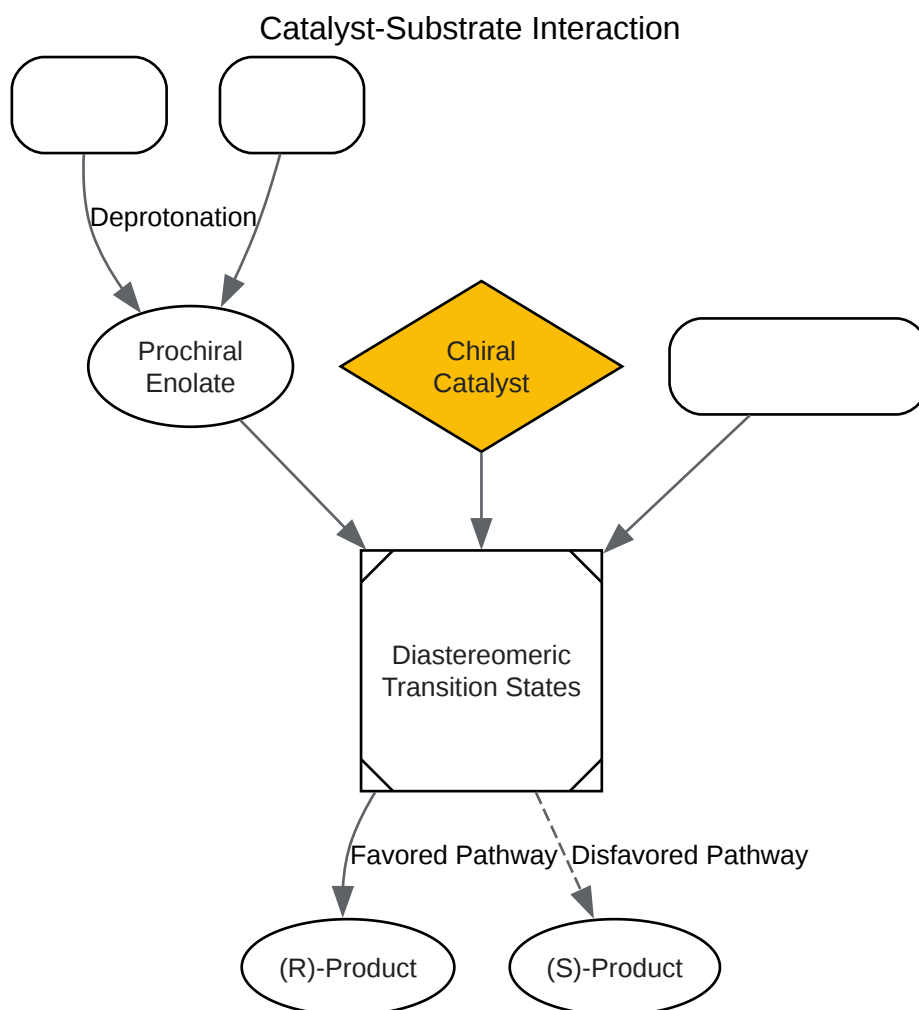 Catalyst-Substrate Interaction
Deprotonation
Prochiral
Enolate
Chiral
Catalyst
Diastereomeric
Transition States
Favored Pathway
Disfavored Pathway
(R)-Product
(S)-Product